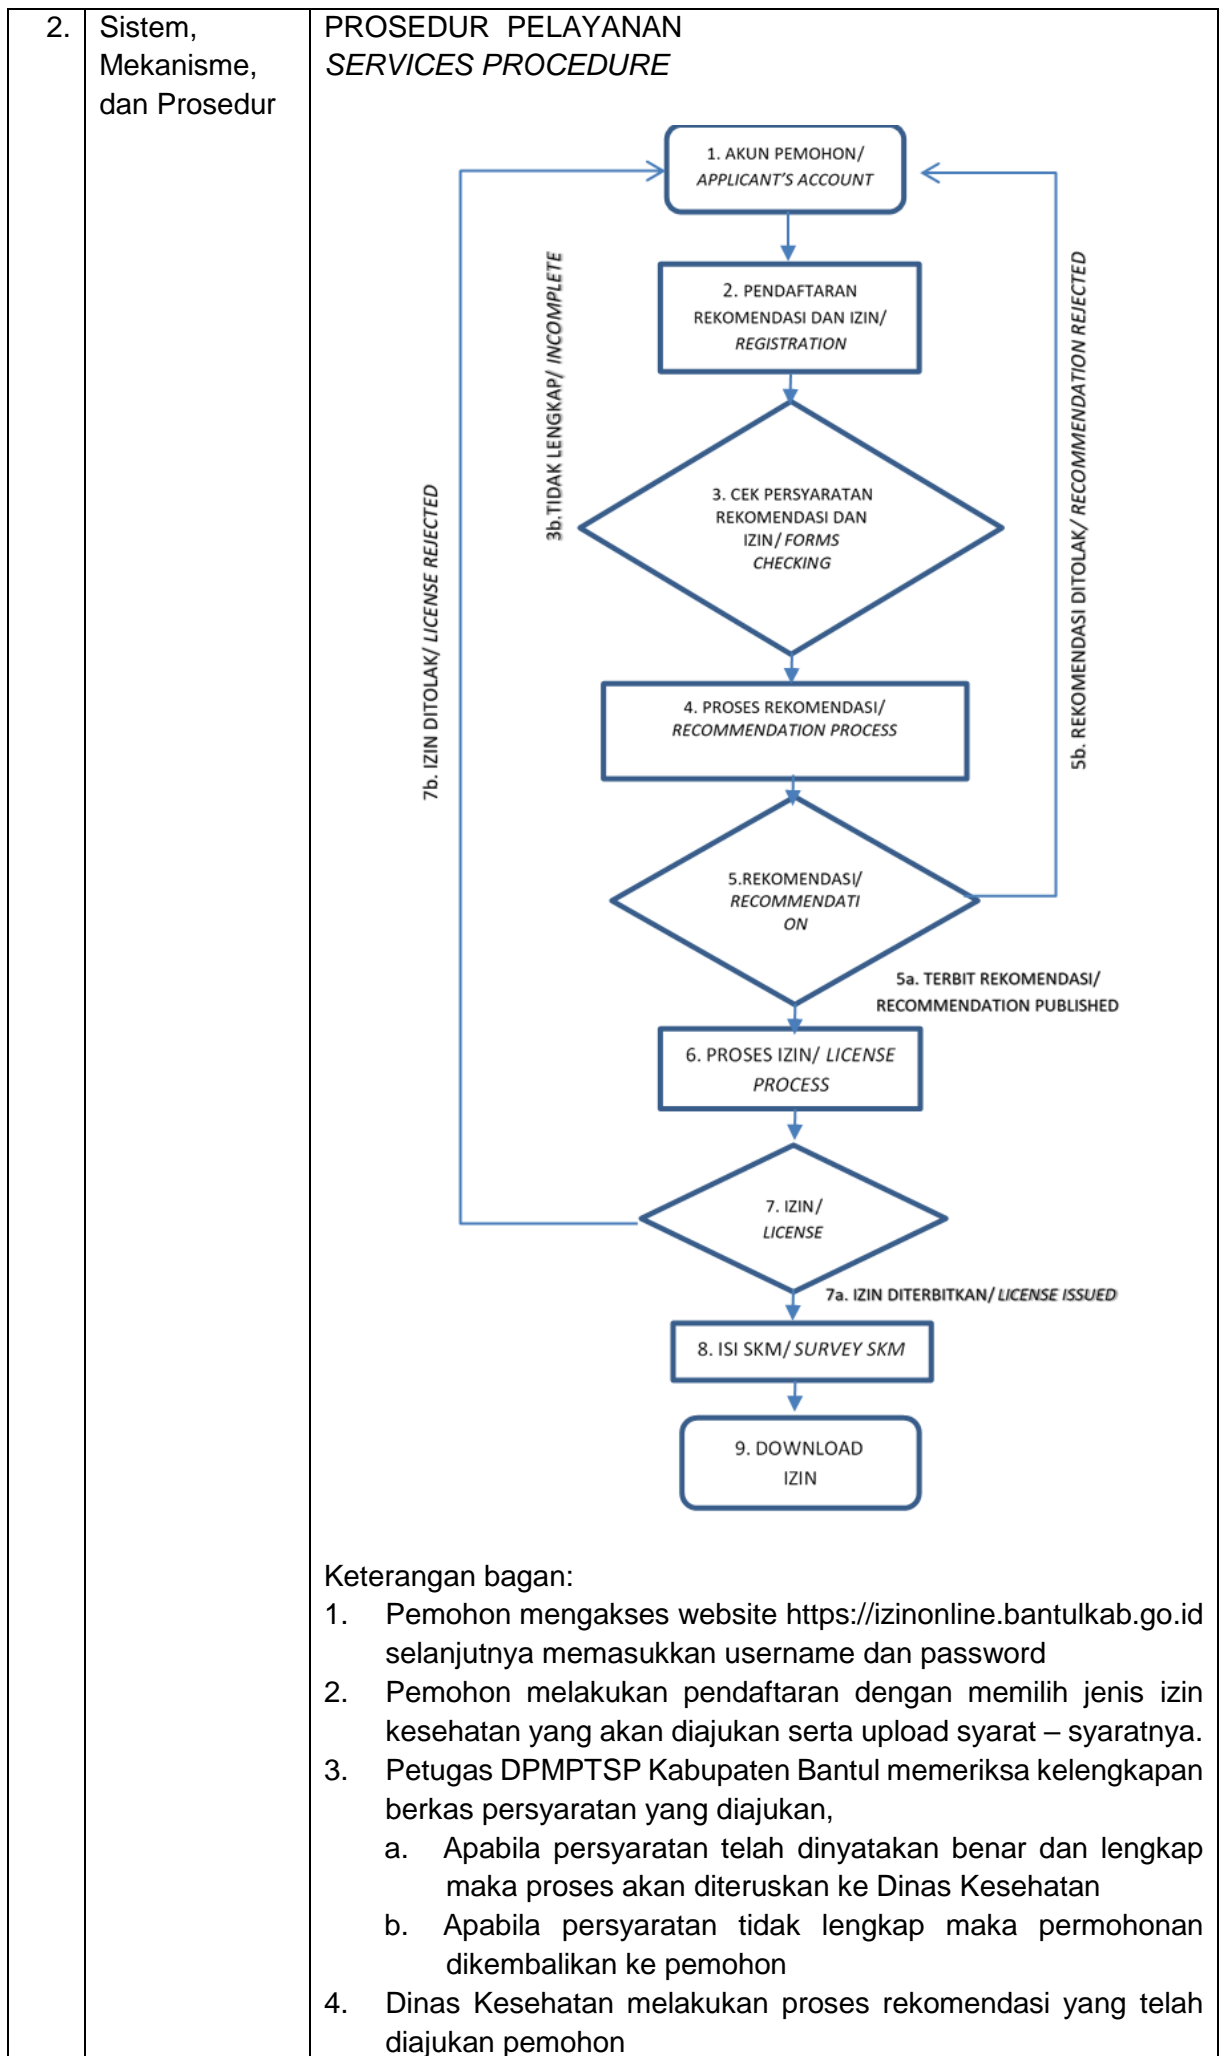 2.
Sistem,
Mekanisme,
dan Prosedur
PROSEDUR PELAYANAN
SERVICES PROCEDURE
1. AKUN PEMOHON/
APPLICANT'S ACCOUNT
2. PENDAFTARAN
REKOMENDASI DAN IZIN/
REGISTRATION
3b.TIDAK LENGKAP/ INCOMPLETE
3. CEK PERSYARATAN
REKOMENDASI DAN
IZIN/ FORMS
CHECKING
7b. IZIN DITOLAK/ LICENSE REJECTED
5b. REKOMENDASI DITOLAK/ RECOMMENDATION REJECTED
4. PROSES REKOMENDASI/
RECOMMENDATION PROCESS
5.REKOMENDASI/
RECOMMENDATI
ON
5a. TERBIT REKOMENDASI/
RECOMMENDATION PUBLISHED
6. PROSES IZIN/ LICENSE
PROCESS
7. IZIN/
LICENSE
7a. IZIN DITERBITKAN/ LICENSE ISSUED
8. ISI SKM/ SURVEY SKM
9. DOWNLOAD
IZIN
Keterangan bagan:
1. Pemohon mengakses website https://izinonline.bantulkab.go.id
selanjutnya memasukkan username dan password
2. Pemohon melakukan pendaftaran dengan memilih jenis izin
kesehatan yang akan diajukan serta upload syarat – syaratnya.
3. Petugas DPMPTSP Kabupaten Bantul memeriksa kelengkapan
berkas persyaratan yang diajukan,
a. Apabila persyaratan telah dinyatakan benar dan lengkap
maka proses akan diteruskan ke Dinas Kesehatan
b. Apabila persyaratan tidak lengkap maka permohonan
dikembalikan ke pemohon
4. Dinas Kesehatan melakukan proses rekomendasi yang telah
diajukan pemohon